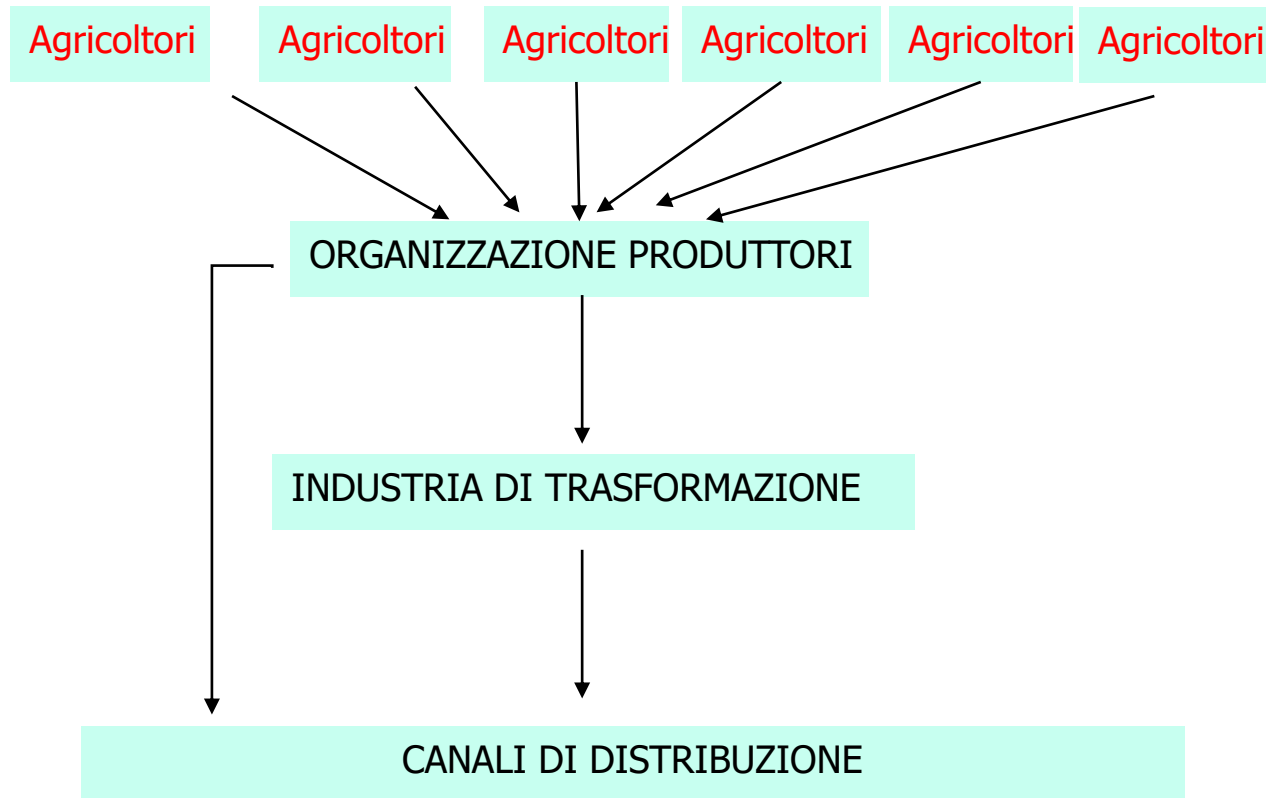 Agricoltori
Agricoltori
Agricoltori
Agricoltori
Agricoltori
Agricoltori
ORGANIZZAZIONE PRODUTTORI
INDUSTRIA DI TRASFORMAZIONE
CANALI DI DISTRIBUZIONE